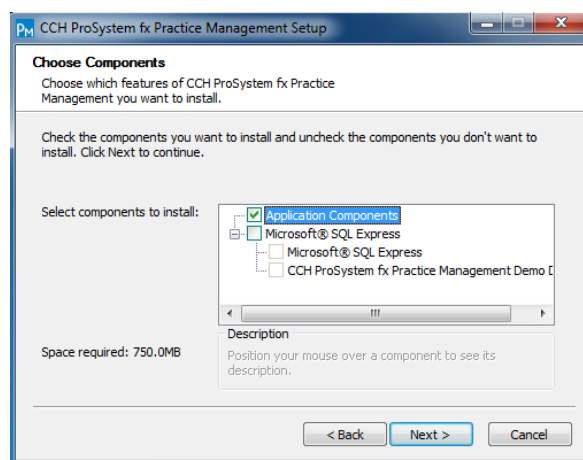 PM CCH ProSystem fx Practice Management Setup
Choose Components
Choose which features of CCH ProSystem fx Practice
Management you want to install.
Check the components you want to install and uncheck the components you don't want to
install. Click Next to continue.
Select components to install:
Application Components
Microsoft® SQL Express
Microsoft® SQL Express
CCH ProSystem fx Practice Management Demo D
Space required: 750.0MB
Description
Position your mouse over a component to see its
description.
< Back
Next >
Cancel